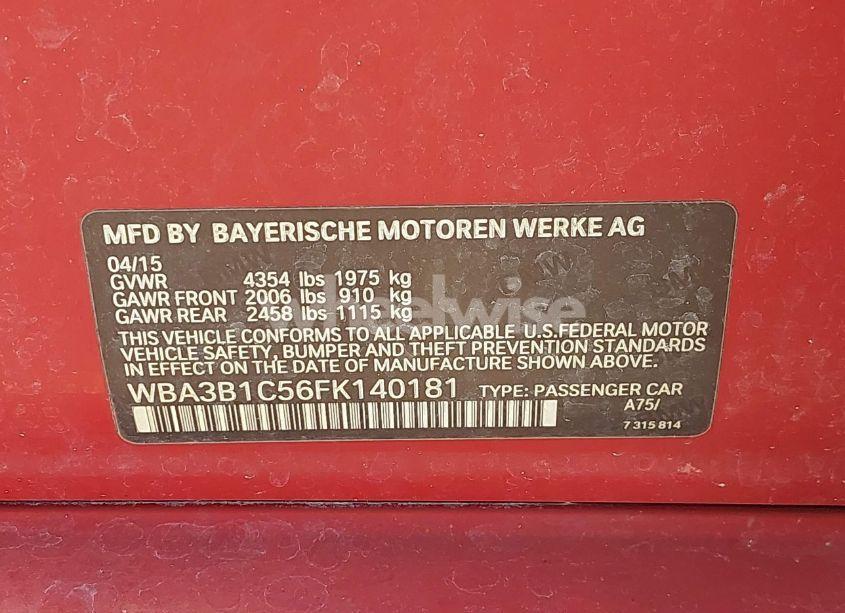 MFD BY BAYERISCHE MOTOREN WERKE AG
04/15
GVWR 4354 lbs 1975 kg
GAWR FRONT 2006 lbs 910 kg
GAWR REAR 2458 lbs 1115 kg
THIS VEHICLE CONFORMS TO ALL APPLICABLE U.S.FEDERAL MOTOR
VEHICLE SAFETY, BUMPER AND THEFT PREVENTION STANDARDS
IN EFFECT ON THE DATE OF MANUFACTURE SHOWN ABOVE.
WBA3B1C56FK140181 TYPE: PASSENGER CAR
A75/
7 315 814